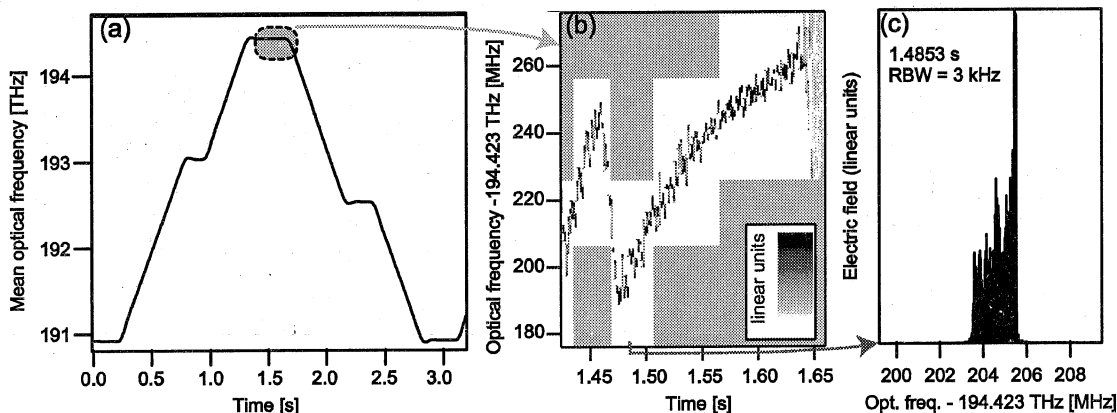 (a)
Mean optical frequency [THz]
194
193
192
191
0.0 0.5 1.0 1.5 2.0 2.5 3.0
Time [s]
(b)
Optical frequency -194.423 THz [MHz]
260
240
220
200
180
linear units
1.45 1.50 1.55 1.60 1.65
Time [s]
(c)
1.4853 s
RBW = 3 kHz
Electric field (linear units)
200 202 204 206 208
Opt. freq. - 194.423 THz [MHz]